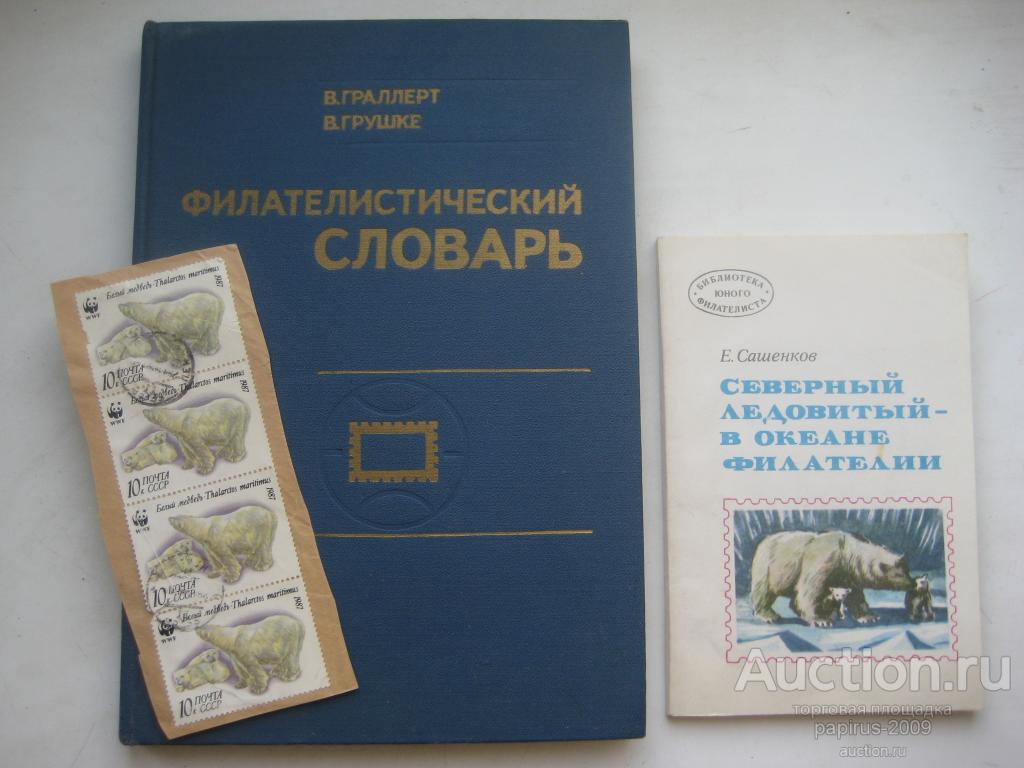 В.ГРАЛЛЕРТ
В.ГРУШКЕ
ФИЛАТЕЛИСТИЧЕСКИЙ
СЛОВАРЬ
WWF
Белый медведь Thalarctos maritimus
1987
10 к ПОЧТА
СССР
WWF
Белый медведь Thalarctos maritimus
1987
10 к ПОЧТА
СССР
WWF
Белый медведь Thalarctos maritimus
1987
10 к ПОЧТА
СССР
WWF
Белый медведь Thalarctos maritimus
1987
10 к ПОЧТА
СССР
БИБЛИОТЕКА
ЮНОГО
ФИЛАТЕЛИСТА
Е. Сашенков
СЕВЕРНЫЙ
ЛЕДОВИТЫЙ-
В ОКЕАНЕ
ФИЛАТЕЛИИ
Auction.ru
торговая площадка
papirus-2009
auction.ru